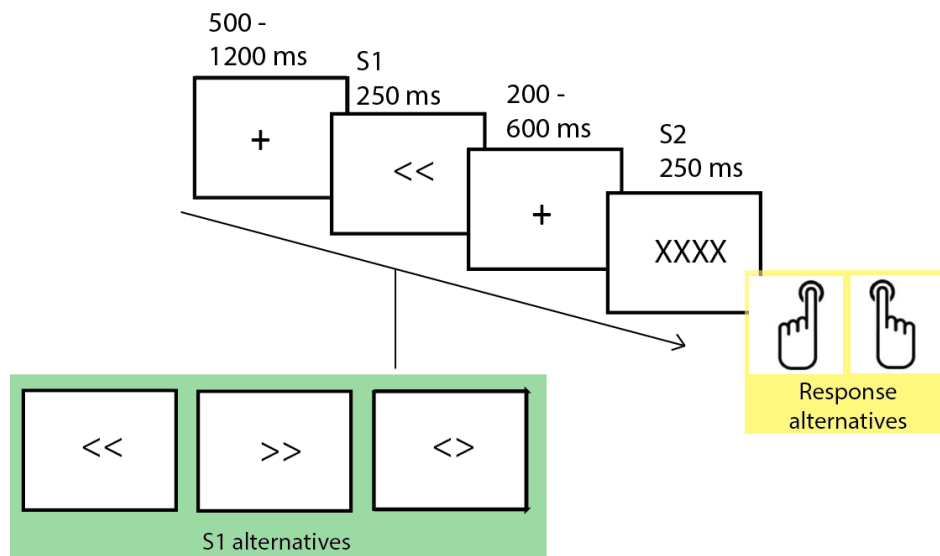 500 -
1200 ms
S1
250 ms
200 -
600 ms
S2
250 ms
+
<<
+
XXXX
Response
alternatives
<<
>>
<>
S1 alternatives